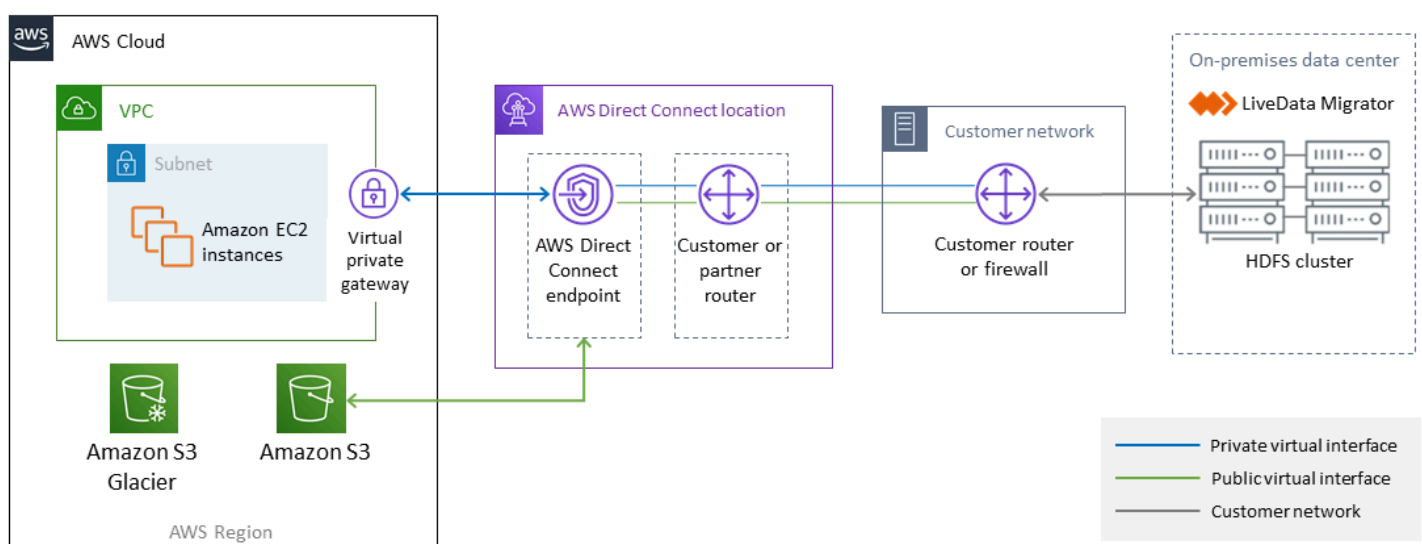 aws
AWS Cloud
VPC
Subnet
Amazon EC2
instances
Virtual
private
gateway
Amazon S3
Glacier
Amazon S3
AWS Region
AWS Direct Connect location
AWS Direct
Connect
endpoint
Customer or
partner
router
Customer network
Customer router
or firewall
On-premises data center
LiveData Migrator
HDFS cluster
Private virtual interface
Public virtual interface
Customer network